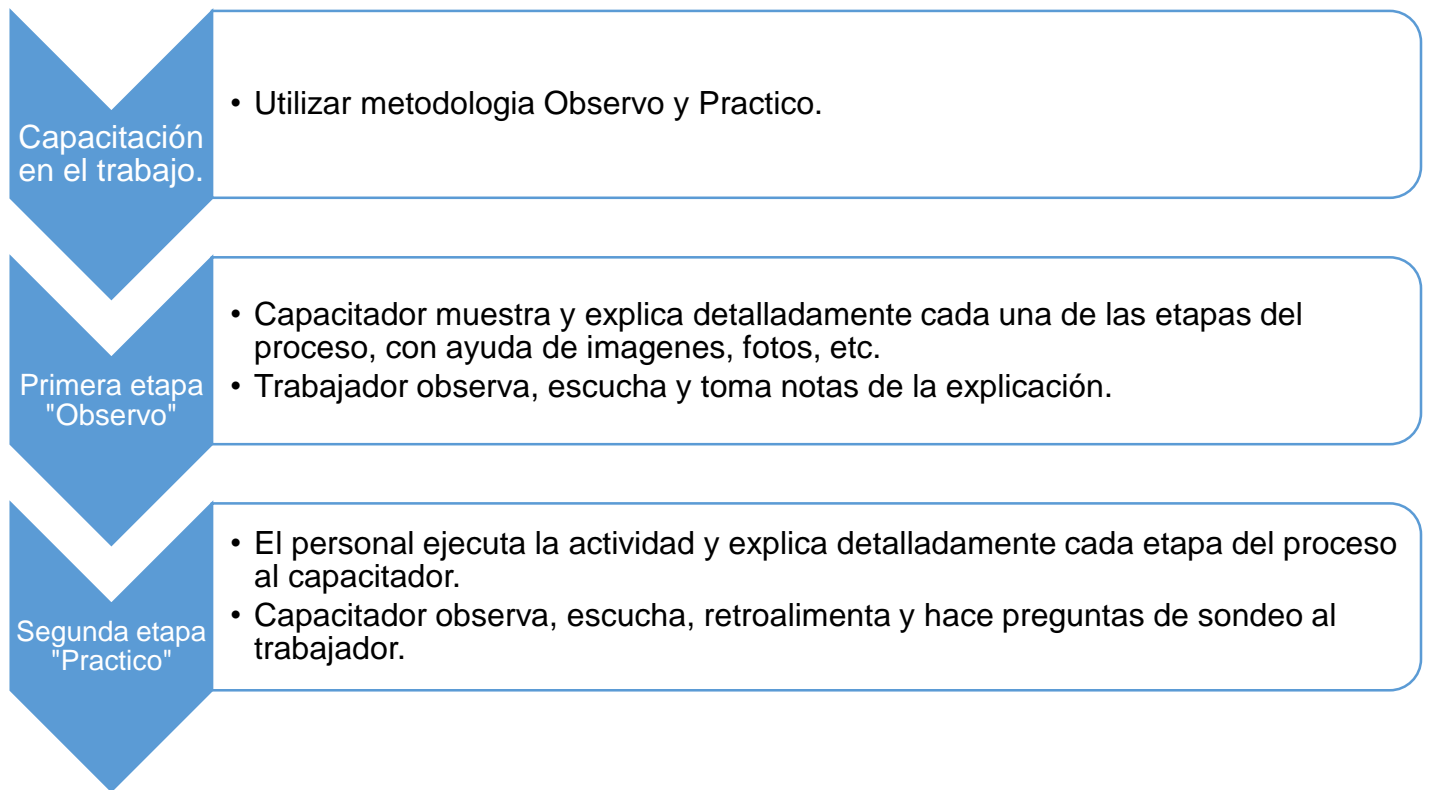 Capacitación
en el trabajo.
• Utilizar metodologia Observo y Practico.
Primera etapa
"Observo"
• Capacitador muestra y explica detalladamente cada una de las etapas del
proceso, con ayuda de imagenes, fotos, etc.
• Trabajador observa, escucha y toma notas de la explicación.
Segunda etapa
"Practico"
• El personal ejecuta la actividad y explica detalladamente cada etapa del proceso
al capacitador.
• Capacitador observa, escucha, retroalimenta y hace preguntas de sondeo al
trabajador.